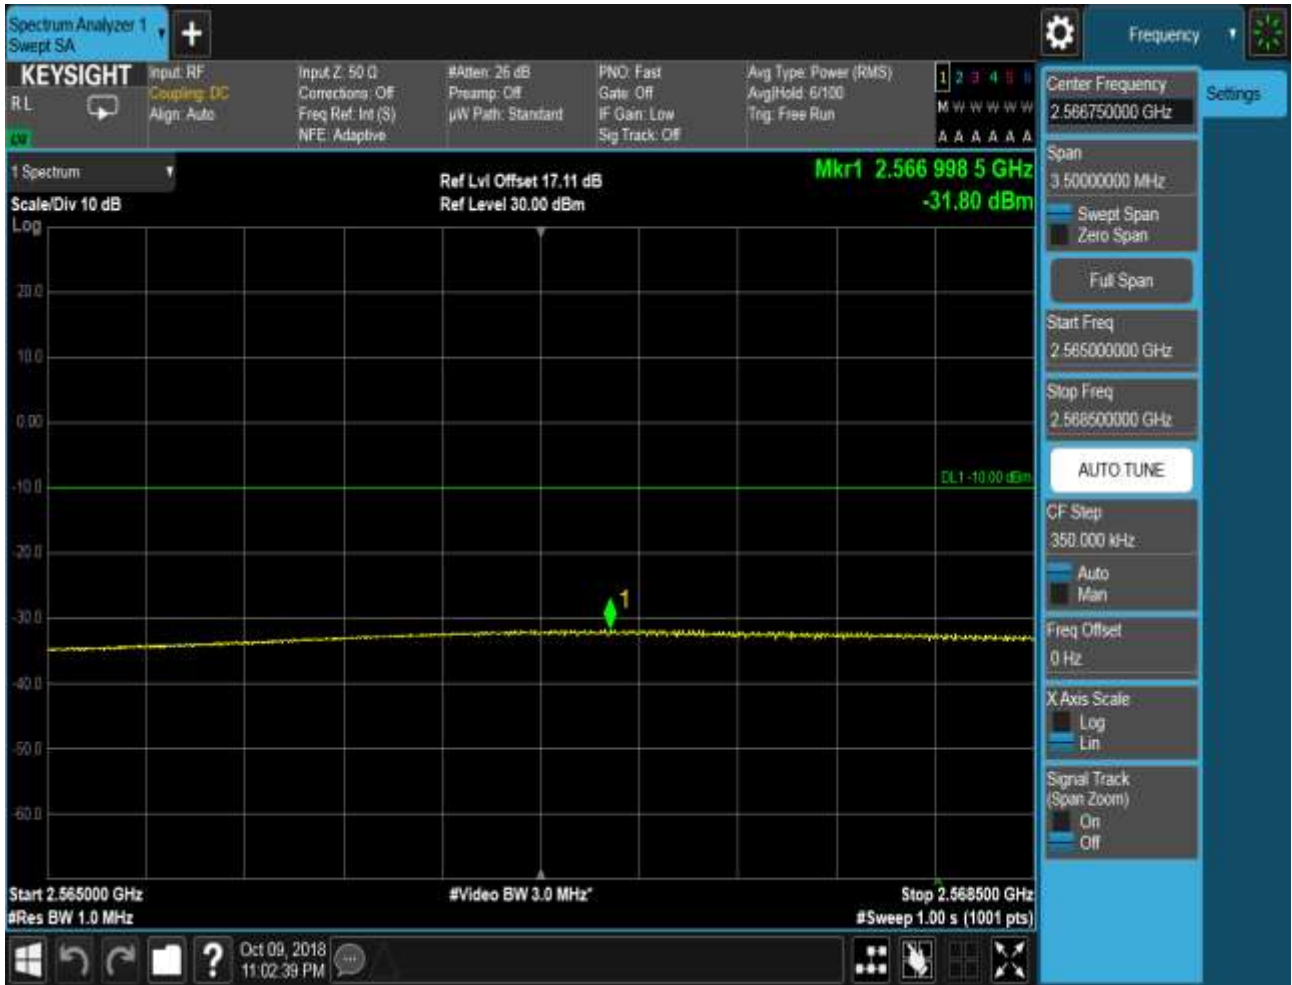 Spectrum Analyzer 1
Swept SA
+
Frequency
KEYSIGHT
RL
Input: RF
Coupling: DC
Align: Auto
Input Z: 50 Ω
Corrections: Off
Freq Ref: Int (S)
NFE: Adaptive
#Atten: 26 dB
Preamp: Off
µW Path: Standard
PNO: Fast
Gate: Off
IF Gain: Low
Sig Track: Off
Avg Type: Power (RMS)
Avg|Hold: 6/100
Trig: Free Run
1 2 3 4 5 6
M W W W W W
A A A A A A
1 Spectrum
Scale/Div 10 dB
Log
Ref Lvl Offset 17.11 dB
Ref Level 30.00 dBm
Mkr1 2.566 998 5 GHz
-31.80 dBm
20.0
10.0
0.00
-10.0
DL1 -10.00 dBm
-20.0
1
-30.0
-40.0
-50.0
-60.0
Start 2.565000 GHz
#Res BW 1.0 MHz
#Video BW 3.0 MHz*
Stop 2.568500 GHz
#Sweep 1.00 s (1001 pts)
Center Frequency
2.566750000 GHz
Settings
Span
3.50000000 MHz
Swept Span
Zero Span
Full Span
Start Freq
2.565000000 GHz
Stop Freq
2.568500000 GHz
AUTO TUNE
CF Step
350.000 kHz
Auto
Man
Freq Offset
0 Hz
X Axis Scale
Log
Lin
Signal Track
(Span Zoom)
On
Off
?
Oct 09, 2018
11:02:39 PM